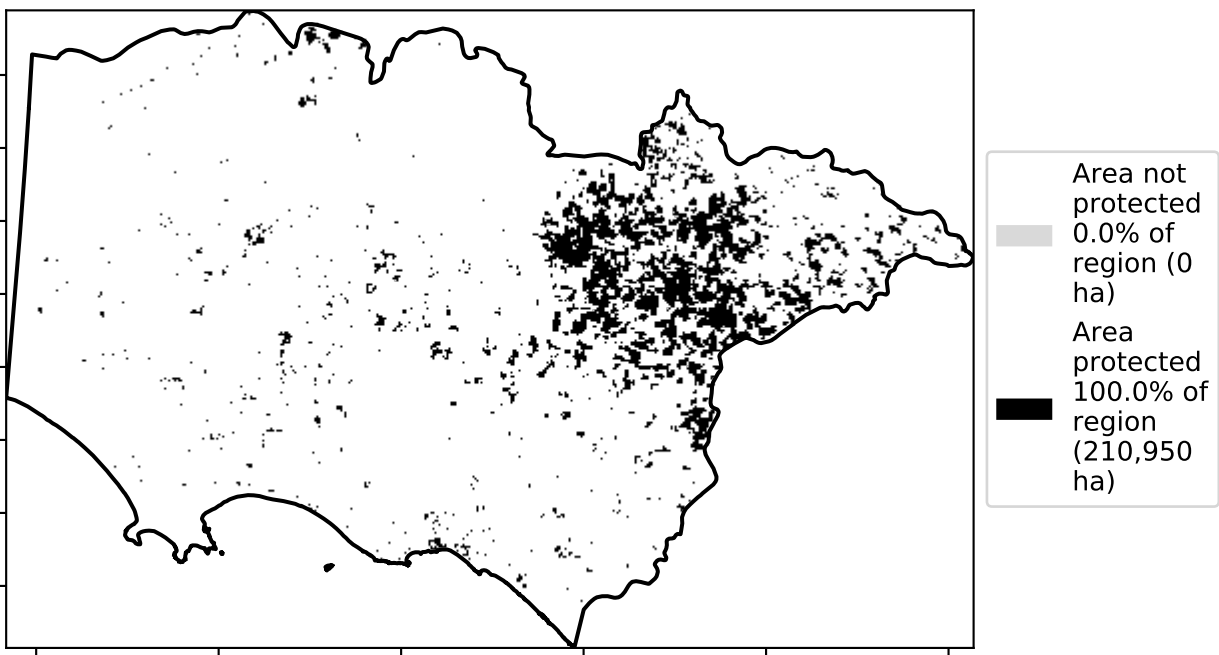 Area not
protected
0.0% of
region (0
ha)
Area
protected
100.0% of
region
(210,950
ha)